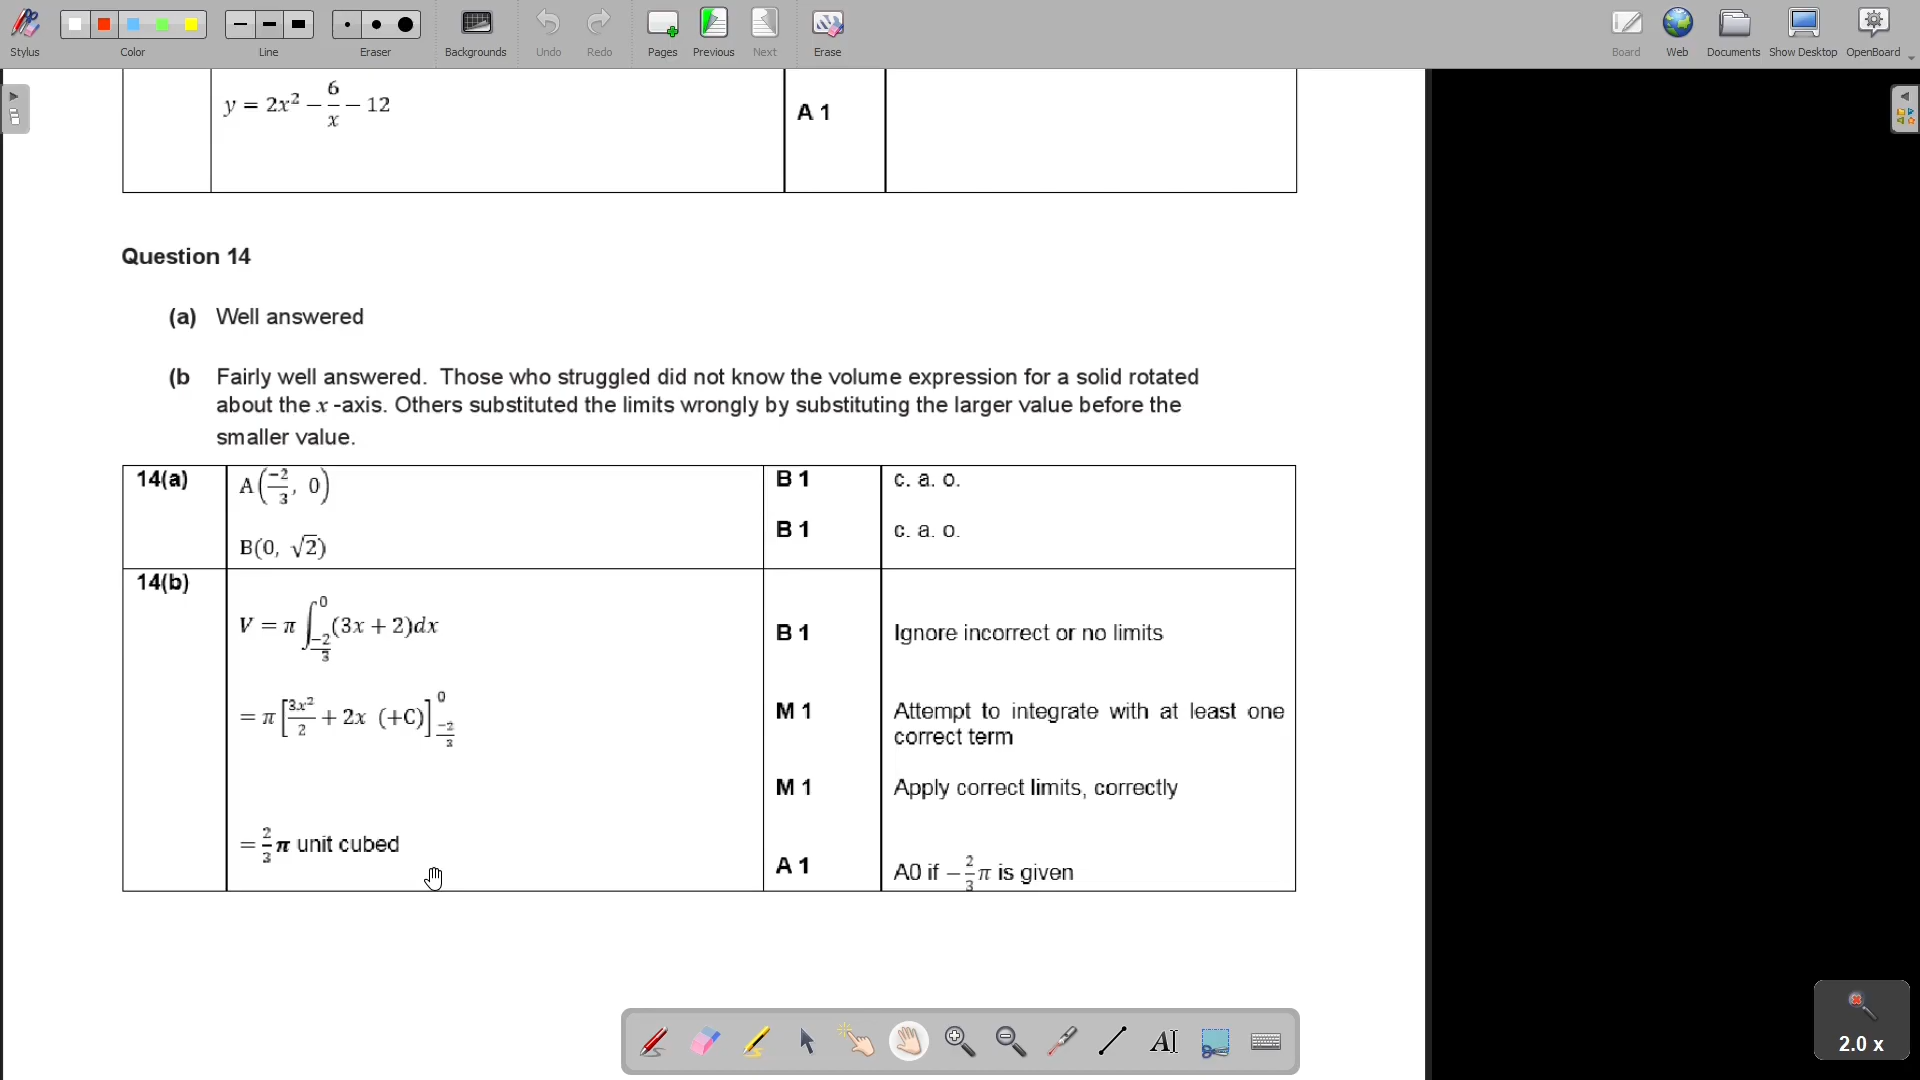 Stylus Color Line Eraser Backgrounds Undo Redo Pages Previous Next Erase Board Web Documents Show Desktop OpenBoard
y = 2x² − 6/x − 12
A 1
Question 14
(a) Well answered
(b Fairly well answered. Those who struggled did not know the volume expression for a solid rotated
about the x -axis. Others substituted the limits wrongly by substituting the larger value before the
smaller value.
14(a) A(−2/3, 0) B 1 c. a. o.
B(0, √2) B 1 c. a. o.
14(b)
V = π ∫_{−2/3}^{0} (3x + 2)dx B 1 Ignore incorrect or no limits
= π [3x²/2 + 2x (+C)]_{−2/3}^{0} M 1 Attempt to integrate with at least one
correct term
M 1 Apply correct limits, correctly
= 2/3 π unit cubed
A 1 A0 if −2/3 π is given
AI
2.0 x